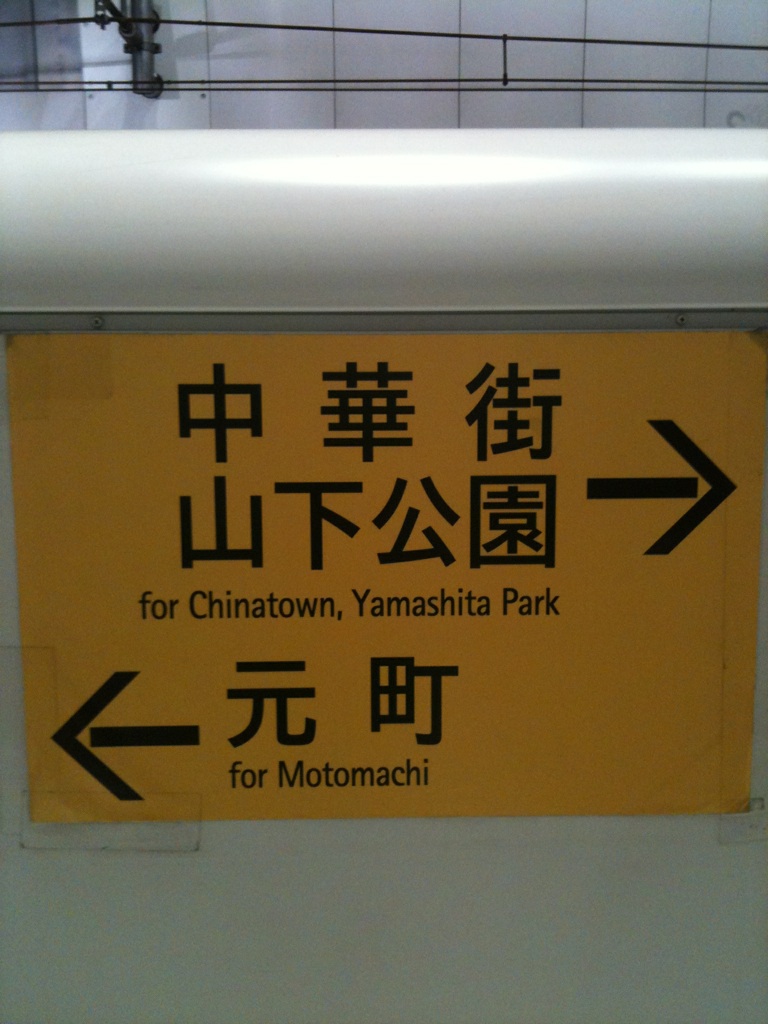 中華街
山下公園
for Chinatown, Yamashita Park
元町
for Motomachi